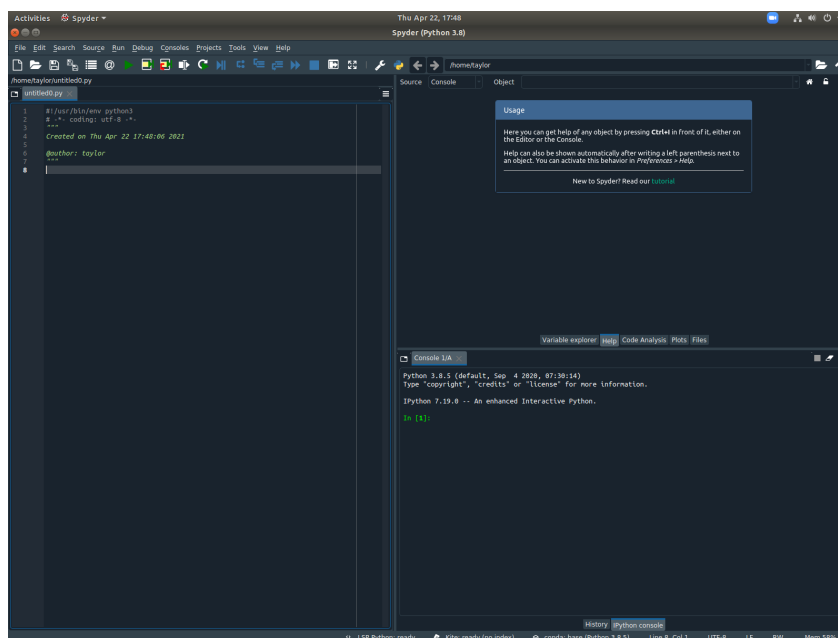 Activities Spyder Thu Apr 22, 17:48
Spyder (Python 3.8)
File Edit Search Source Run Debug Consoles Projects Tools View Help
/home/taylor
/home/taylor/untitled0.py
Source Console Object
untitled0.py
1 #!/usr/bin/env python3
2 # -*- coding: utf-8 -*-
3 """
4 Created on Thu Apr 22 17:48:06 2021
5
6 @author: taylor
7 """
8
Usage
Here you can get help of any object by pressing Ctrl+I in front of it, either on
the Editor or the Console.
Help can also be shown automatically after writing a left parenthesis next to
an object. You can activate this behavior in Preferences > Help.
New to Spyder? Read our tutorial
Variable explorer Help Code Analysis Plots Files
Console 1/A
Python 3.8.5 (default, Sep 4 2020, 07:30:14)
Type "copyright", "credits" or "license" for more information.
IPython 7.19.0 -- An enhanced Interactive Python.
In [1]:
History IPython console
LSP Python: ready Kite: ready (no index) conda: base (Python 3.8.5) Line 8, Col 1 UTF-8 LF RW Mem 58%